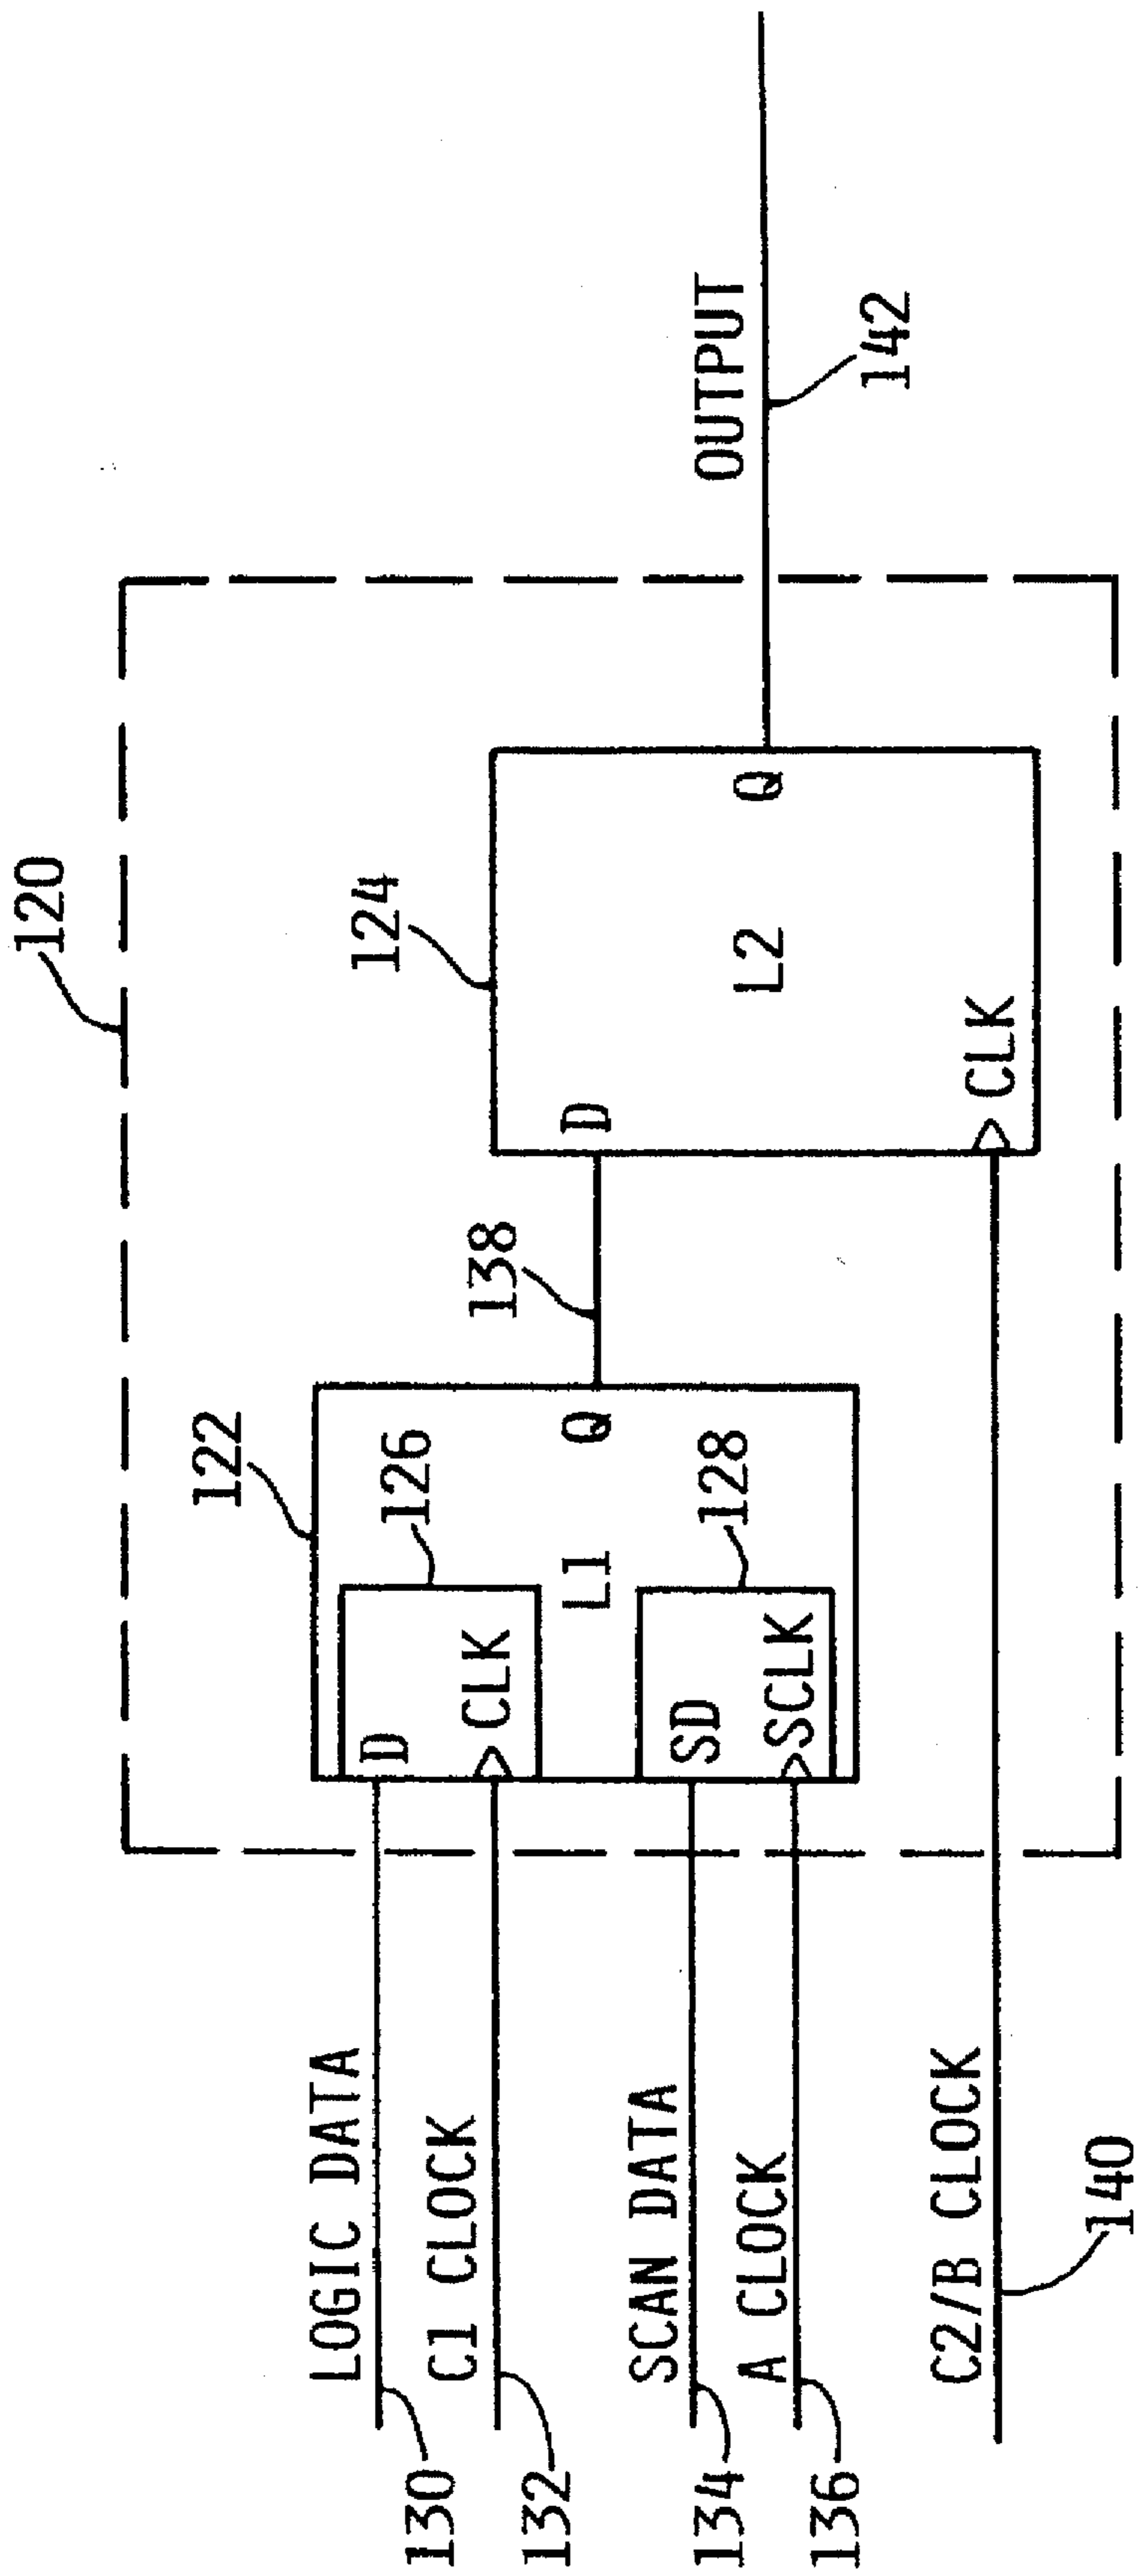 120
122
124
126
D
CLK
L1
Q
128
SD
SCLK
138
D
L2
Q
CLK
OUTPUT
142
LOGIC DATA
130
C1 CLOCK
132
SCAN DATA
134
A CLOCK
136
C2/B CLOCK
140